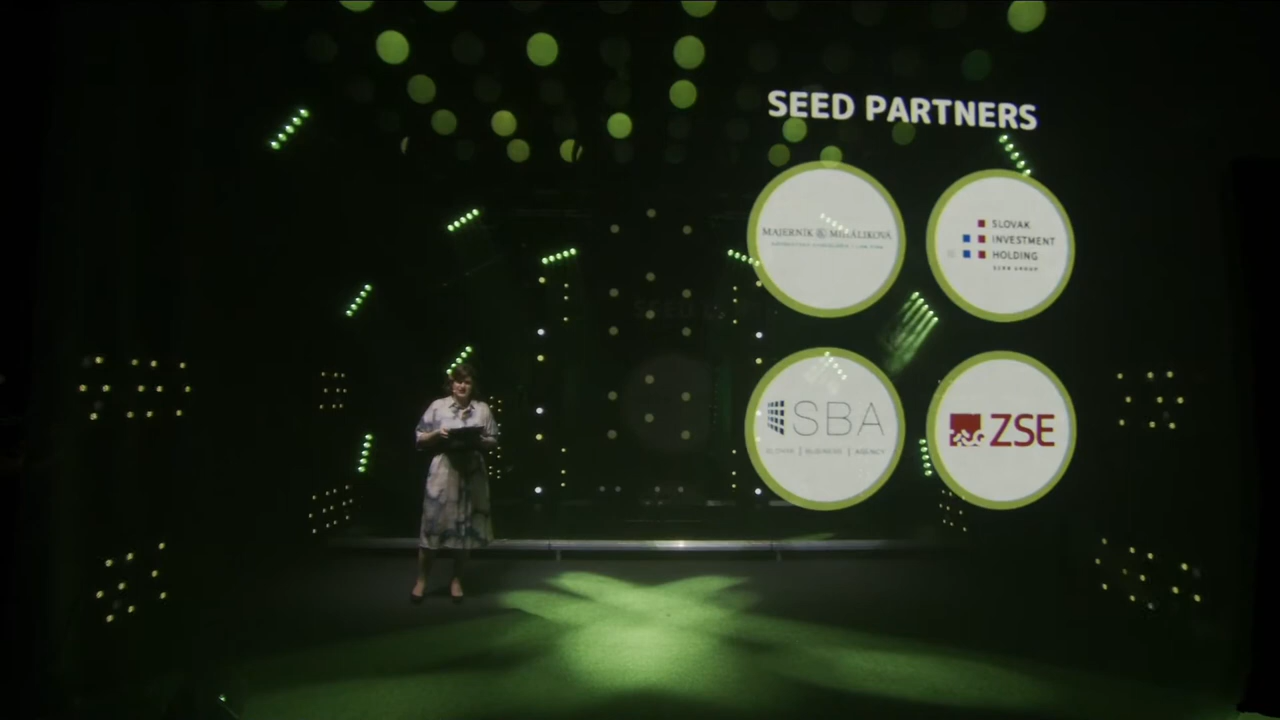 SEED PARTNERS
MAJERNÍK & MIHÁLIKOVÁ
SLOVAK
INVESTMENT
HOLDING
SBA
SLOVAK | BUSINESS | AGENCY
ZSE